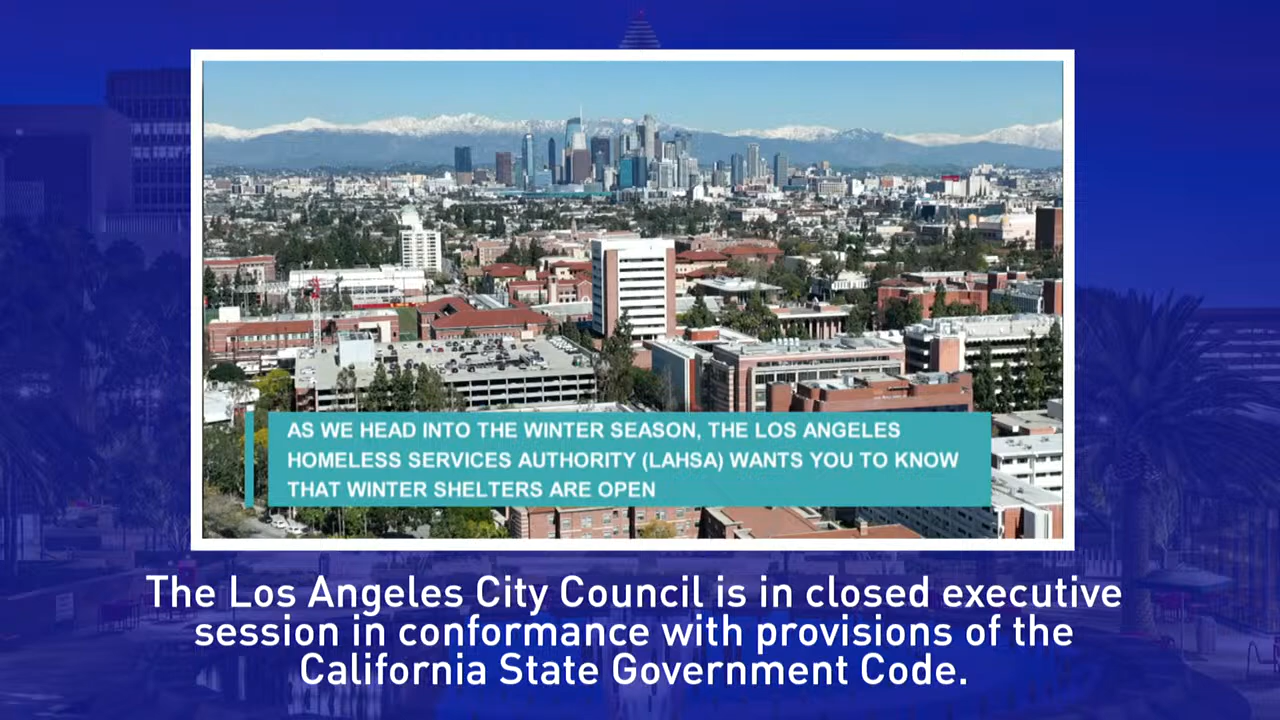 AS WE HEAD INTO THE WINTER SEASON, THE LOS ANGELES
HOMELESS SERVICES AUTHORITY (LAHSA) WANTS YOU TO KNOW
THAT WINTER SHELTERS ARE OPEN
The Los Angeles City Council is in closed executive
session in conformance with provisions of the
California State Government Code.